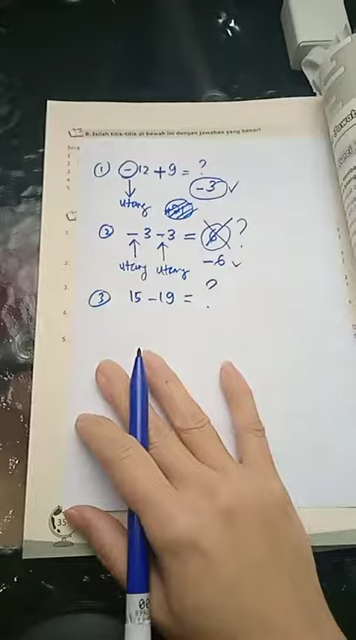 B. Isilah titik-titik di bawah ini dengan jawaban yang benar!
① -12 + 9 = ?
-3 ✓
utang
② -3 -3 = 6 ?
utang utang -6 ✓
③ 15 - 19 = ?
35